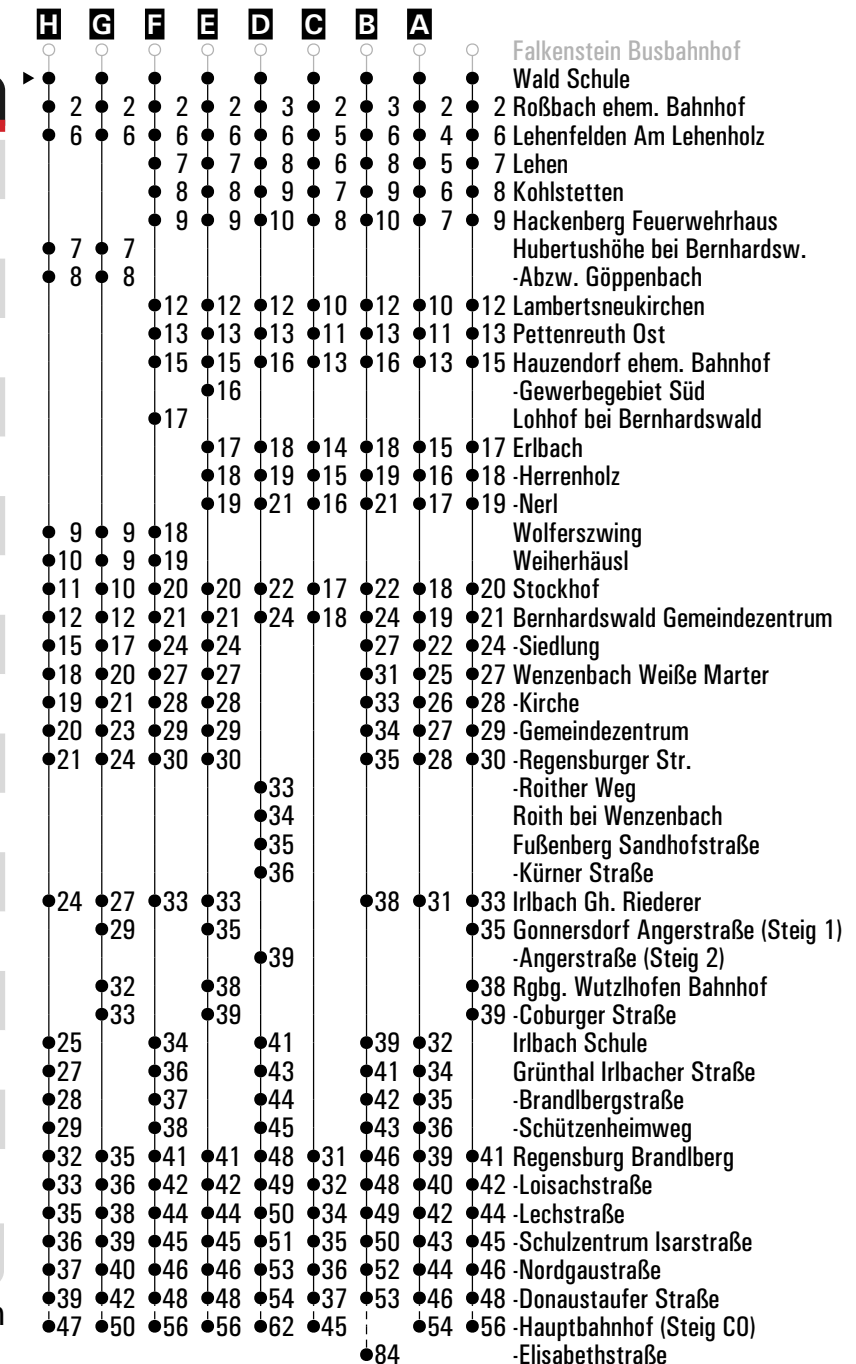 H G F E D C B A
Falkenstein Busbahnhof
Wald Schule
2 2 2 2 3 2 3 2 2 Roßbach ehem. Bahnhof
6 6 6 6 6 5 6 4 6 Lehenfelden Am Lehenholz
7 7 8 6 8 5 7 Lehen
8 8 9 7 9 6 8 Kohlstetten
9 9 10 8 10 7 9 Hackenberg Feuerwehrhaus
7 7 Hubertushöhe bei Bernhardsw.
8 8 -Abzw. Göppenbach
12 12 12 10 12 10 12 Lambertsneukirchen
13 13 13 11 13 11 13 Pettenreuth Ost
15 15 16 13 16 13 15 Hauzendorf ehem. Bahnhof
16 -Gewerbegebiet Süd
17 Lohhof bei Bernhardswald
17 18 14 18 15 17 Erlbach
18 19 15 19 16 18 -Herrenholz
19 21 16 21 17 19 -Nerl
9 9 18 Wolferszwing
10 9 19 Weiherhäusl
11 10 20 20 22 17 22 18 20 Stockhof
12 12 21 21 24 18 24 19 21 Bernhardswald Gemeindezentrum
15 17 24 24 27 22 24 -Siedlung
18 20 27 27 31 25 27 Wenzenbach Weiße Marter
19 21 28 28 33 26 28 -Kirche
20 23 29 29 34 27 29 -Gemeindezentrum
21 24 30 30 35 28 30 -Regensburger Str.
33 -Roither Weg
34 Roith bei Wenzenbach
35 Fußenberg Sandhofstraße
36 -Kürner Straße
24 27 33 33 38 31 33 Irlbach Gh. Riederer
29 35 35 Gonnersdorf Angerstraße (Steig 1)
39 -Angerstraße (Steig 2)
32 38 38 Rgbg. Wutzlhofen Bahnhof
33 39 39 -Coburger Straße
25 34 41 39 32 Irlbach Schule
27 36 43 41 34 Grünthal Irlbacher Straße
28 37 44 42 35 -Brandlbergstraße
29 38 45 43 36 -Schützenheimweg
32 35 41 41 48 31 46 39 41 Regensburg Brandlberg
33 36 42 42 49 32 48 40 42 -Loisachstraße
35 38 44 44 50 34 49 42 44 -Lechstraße
36 39 45 45 51 35 50 43 45 -Schulzentrum Isarstraße
37 40 46 46 53 36 52 44 46 -Nordgaustraße
39 42 48 48 54 37 53 46 48 -Donaustaufer Straße
47 50 56 56 62 45 54 56 -Hauptbahnhof (Steig C0)
84 -Elisabethstraße